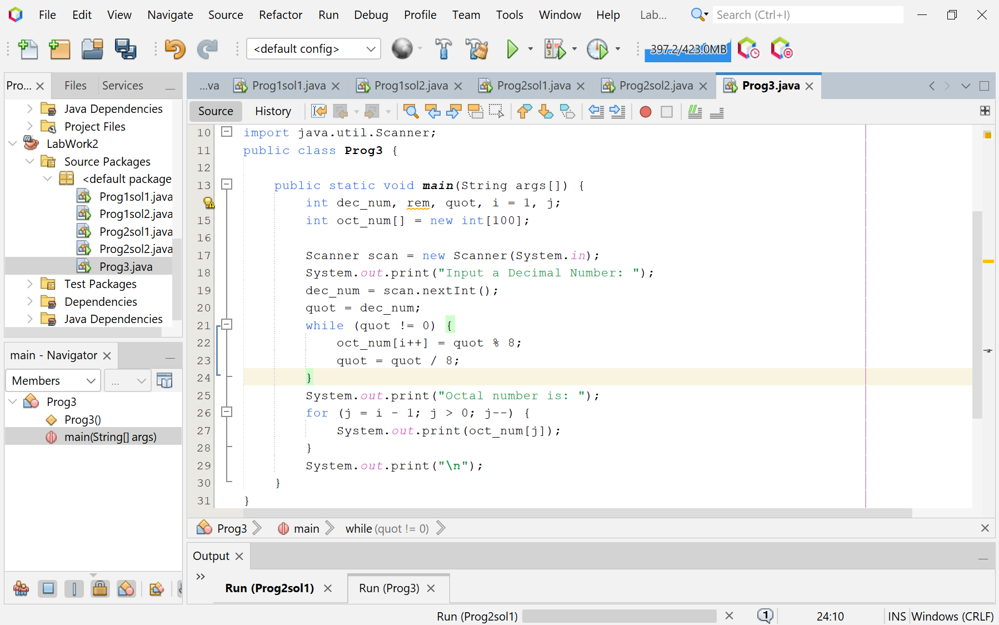 File Edit View Navigate Source Refactor Run Debug Profile Team Tools Window Help Lab... Search (Ctrl+I)
<default config> 397.2/423.0MB
Pro... Files Services
...va Prog1sol1.java Prog1sol2.java Prog2sol1.java Prog2sol2.java Prog3.java
Source History
Java Dependencies
Project Files
LabWork2
Source Packages
<default package
Prog1sol1.java
Prog1sol2.java
Prog2sol1.java
Prog2sol2.java
Prog3.java
Test Packages
Dependencies
Java Dependencies
main - Navigator
Members ...
Prog3
Prog3()
main(String[] args)
10 import java.util.Scanner;
11 public class Prog3 {
12
13 public static void main(String args[]) {
int dec_num, rem, quot, i = 1, j;
15 int oct_num[] = new int[100];
16
17 Scanner scan = new Scanner(System.in);
18 System.out.print("Input a Decimal Number: ");
19 dec_num = scan.nextInt();
20 quot = dec_num;
21 while (quot != 0) {
22 oct_num[i++] = quot % 8;
23 quot = quot / 8;
24 }
25 System.out.print("Octal number is: ");
26 for (j = i - 1; j > 0; j--) {
27 System.out.print(oct_num[j]);
28 }
29 System.out.print("\n");
30 }
31 }
Prog3 main while (quot != 0)
Output
Run (Prog2sol1) Run (Prog3)
Run (Prog2sol1) 1 24:10 INS Windows (CRLF)